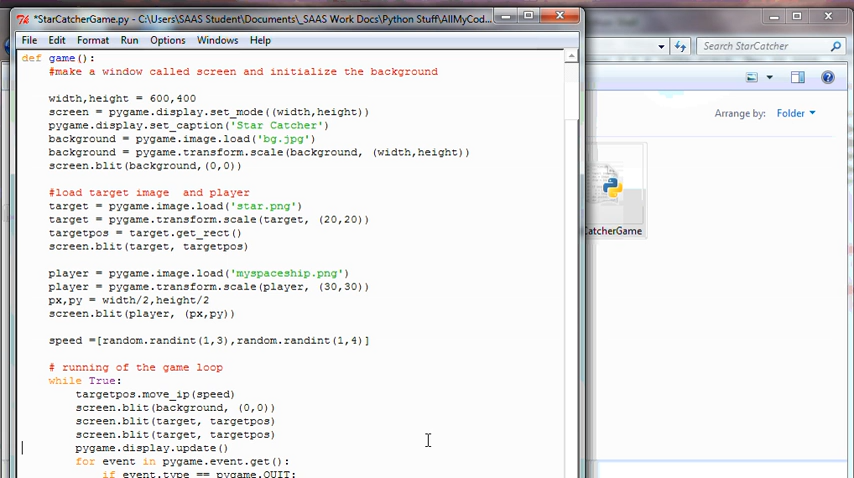 *StarCatcherGame.py - C:\Users\SAAS Student\Documents\_SAAS Work Docs\Python Stuff\AllMyCod...
File Edit Format Run Options Windows Help
def game():
#make a window called screen and initialize the background
width,height = 600,400
screen = pygame.display.set_mode((width,height))
pygame.display.set_caption('Star Catcher')
background = pygame.image.load('bg.jpg')
background = pygame.transform.scale(background, (width,height))
screen.blit(background,(0,0))
#load target image  and player
target = pygame.image.load('star.png')
target = pygame.transform.scale(target, (20,20))
targetpos = target.get_rect()
screen.blit(target, targetpos)
player = pygame.image.load('myspaceship.png')
player = pygame.transform.scale(player, (30,30))
px,py = width/2,height/2
screen.blit(player, (px,py))
speed =[random.randint(1,3),random.randint(1,4)]
# running of the game loop
while True:
targetpos.move_ip(speed)
screen.blit(background, (0,0))
screen.blit(target, targetpos)
screen.blit(target, targetpos)
pygame.display.update()
for event in pygame.event.get():
if event.type == pygame.QUIT:
Search StarCatcher
Arrange by: Folder
CatcherGame